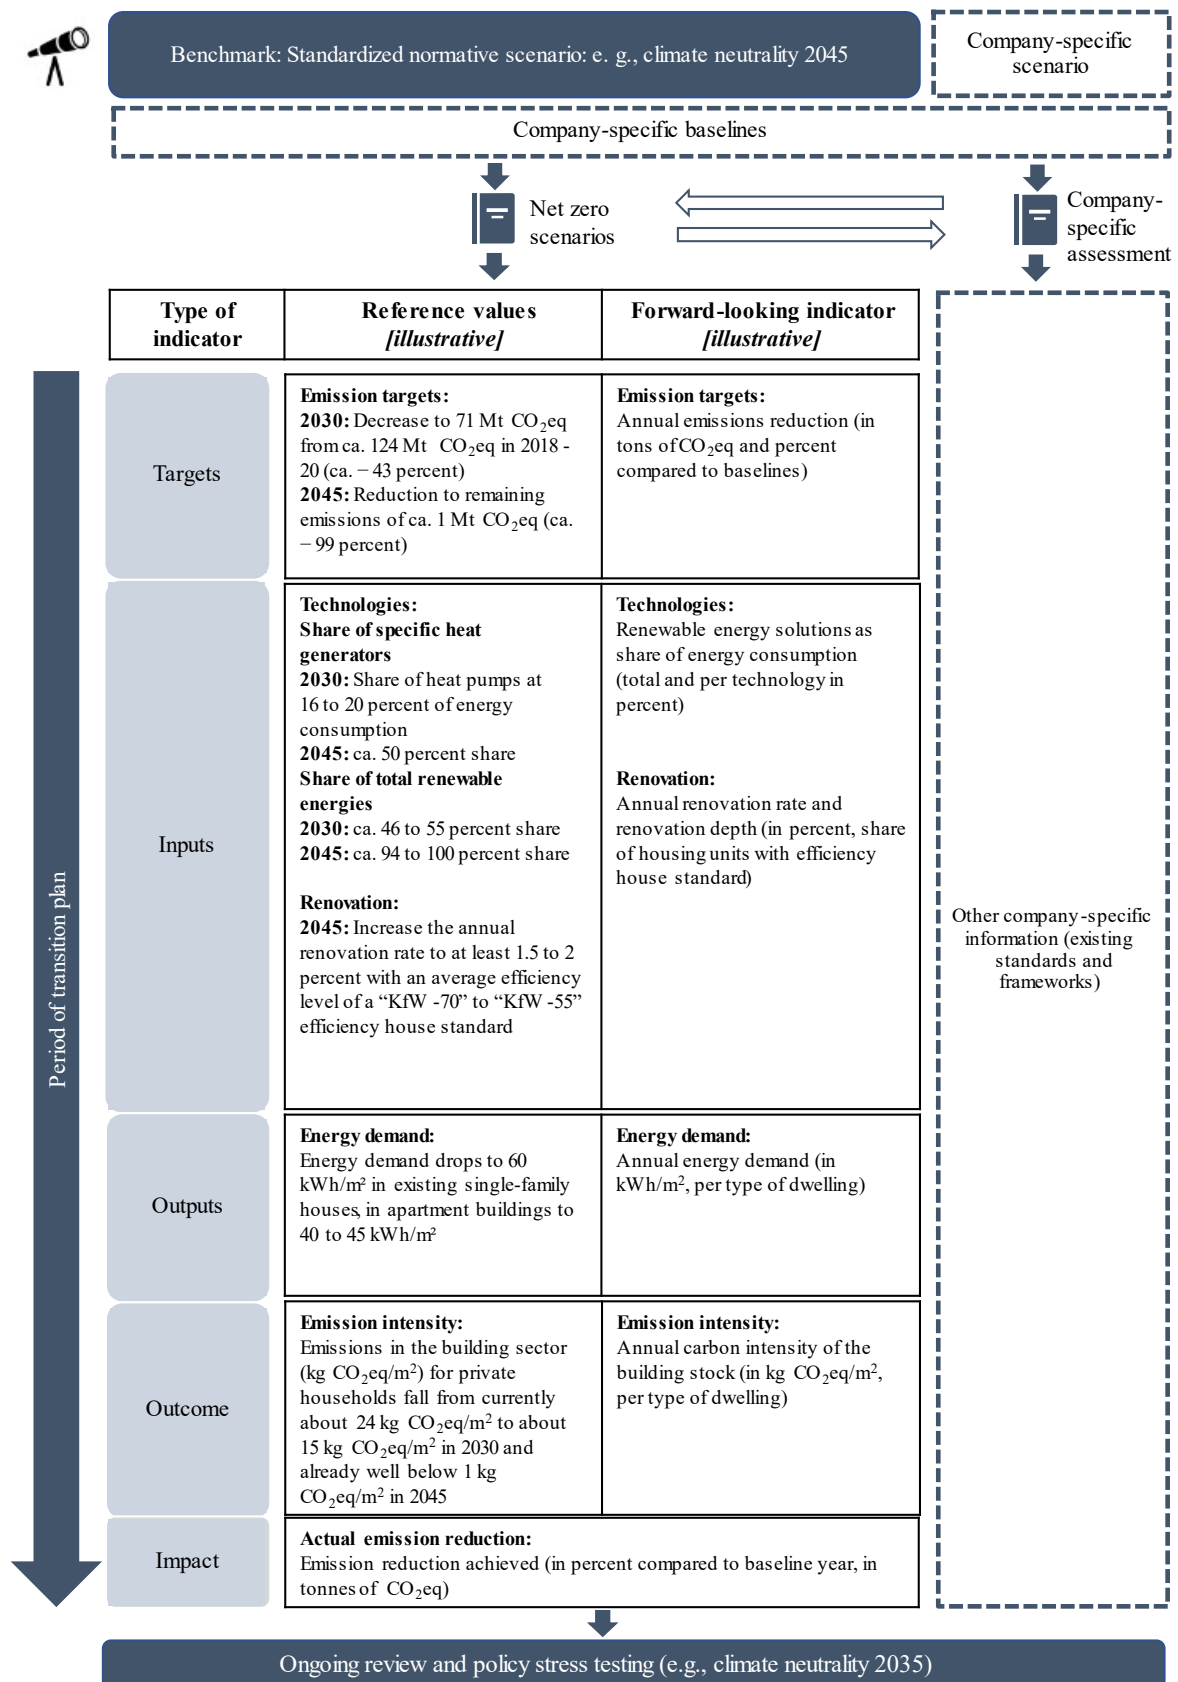 Benchmark: Standardized normative scenario: e. g., climate neutrality 2045
Company-specific
scenario
Company-specific baselines
Net zero
scenarios
Company-
specific
assessment
Type of
indicator
Reference values
[illustrative]
Forward-looking indicator
[illustrative]
Period of transition plan
Targets
Emission targets:
2030: Decrease to 71 Mt CO₂eq
from ca. 124 Mt CO₂eq in 2018 -
20 (ca. − 43 percent)
2045: Reduction to remaining
emissions of ca. 1 Mt CO₂eq (ca.
− 99 percent)
Emission targets:
Annual emissions reduction (in
tons of CO₂eq and percent
compared to baselines)
Inputs
Technologies:
Share of specific heat
generators
2030: Share of heat pumps at
16 to 20 percent of energy
consumption
2045: ca. 50 percent share
Share of total renewable
energies
2030: ca. 46 to 55 percent share
2045: ca. 94 to 100 percent share
Renovation:
2045: Increase the annual
renovation rate to at least 1.5 to 2
percent with an average efficiency
level of a “KfW -70” to “KfW -55”
efficiency house standard
Technologies:
Renewable energy solutions as
share of energy consumption
(total and per technology in
percent)
Renovation:
Annual renovation rate and
renovation depth (in percent, share
of housing units with efficiency
house standard)
Outputs
Energy demand:
Energy demand drops to 60
kWh/m² in existing single-family
houses, in apartment buildings to
40 to 45 kWh/m²
Energy demand:
Annual energy demand (in
kWh/m², per type of dwelling)
Outcome
Emission intensity:
Emissions in the building sector
(kg CO₂eq/m²) for private
households fall from currently
about 24 kg CO₂eq/m² to about
15 kg CO₂eq/m² in 2030 and
already well below 1 kg
CO₂eq/m² in 2045
Emission intensity:
Annual carbon intensity of the
building stock (in kg CO₂eq/m²,
per type of dwelling)
Impact
Actual emission reduction:
Emission reduction achieved (in percent compared to baseline year, in
tonnes of CO₂eq)
Other company-specific
information (existing
standards and
frameworks)
Ongoing review and policy stress testing (e.g., climate neutrality 2035)